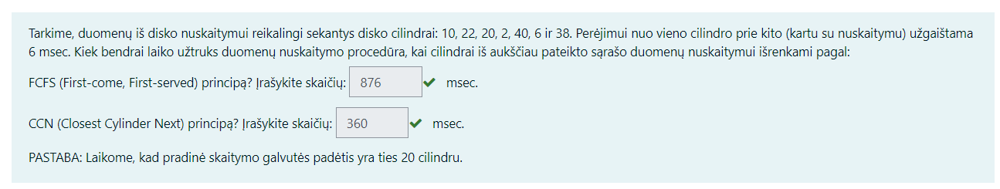 Tarkime, duomenų iš disko nuskaitymui reikalingi sekantys disko cilindrai: 10, 22, 20, 2, 40, 6 ir 38. Perėjimui nuo vieno cilindro prie kito (kartu su nuskaitymu) užgaištama
6 msec. Kiek bendrai laiko užtruks duomenų nuskaitymo procedūra, kai cilindrai iš aukščiau pateikto sąrašo duomenų nuskaitymui išrenkami pagal:
FCFS (First-come, First-served) principą? Įrašykite skaičių: 876 msec.
CCN (Closest Cylinder Next) principą? Įrašykite skaičių: 360 msec.
PASTABA: Laikome, kad pradinė skaitymo galvutės padėtis yra ties 20 cilindru.